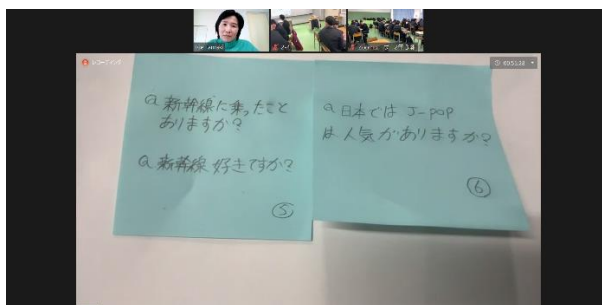 Q 新幹線に乗ったこと
ありますか?
Q 新幹線好きですか?
⑤
Q 日本では J-POP
は人気がありますか?
⑥